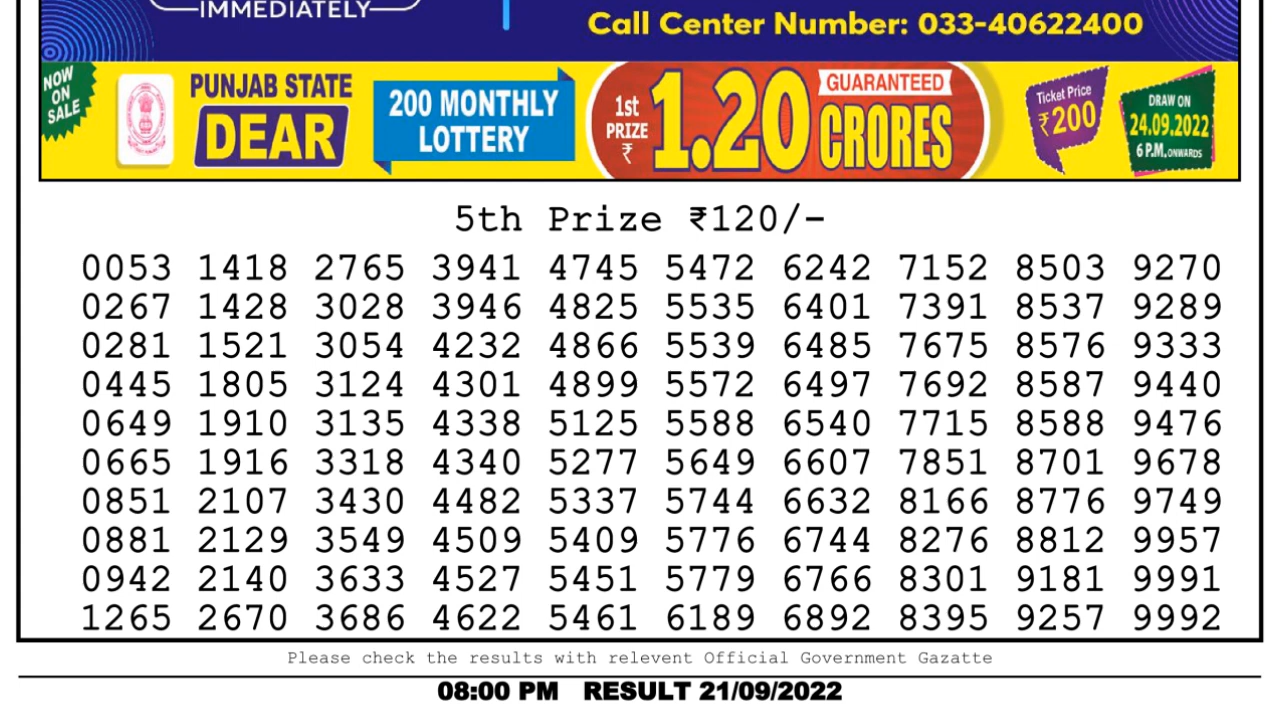 IMMEDIATELY
Call Center Number: 033-40622400
NOW
ON
SALE
PUNJAB STATE
DEAR
200 MONTHLY
LOTTERY
1st
PRIZE
₹
1.20
GUARANTEED
CRORES
Ticket Price
₹200
DRAW ON
24.09.2022
6 P.M. ONWARDS
5th Prize ₹120/-
0053 1418 2765 3941 4745 5472 6242 7152 8503 9270
0267 1428 3028 3946 4825 5535 6401 7391 8537 9289
0281 1521 3054 4232 4866 5539 6485 7675 8576 9333
0445 1805 3124 4301 4899 5572 6497 7692 8587 9440
0649 1910 3135 4338 5125 5588 6540 7715 8588 9476
0665 1916 3318 4340 5277 5649 6607 7851 8701 9678
0851 2107 3430 4482 5337 5744 6632 8166 8776 9749
0881 2129 3549 4509 5409 5776 6744 8276 8812 9957
0942 2140 3633 4527 5451 5779 6766 8301 9181 9991
1265 2670 3686 4622 5461 6189 6892 8395 9257 9992
Please check the results with relevent Official Government Gazatte
08:00 PM RESULT 21/09/2022